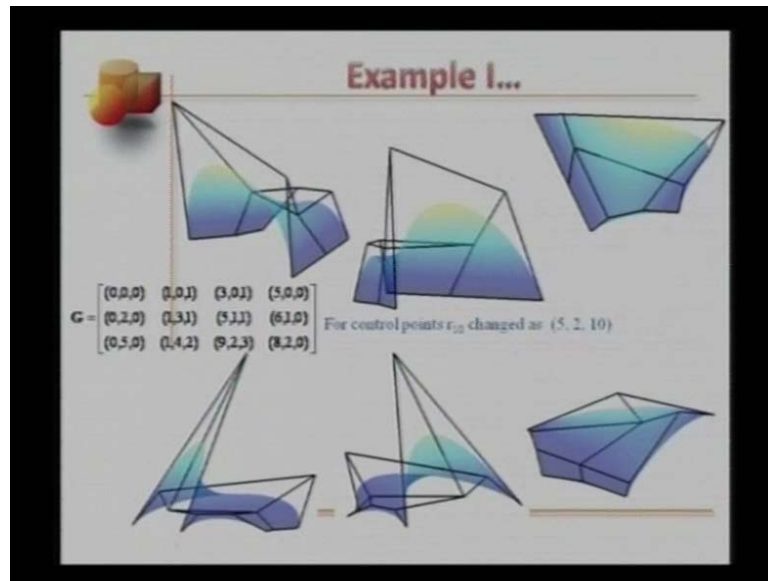 Example I...
(0,0,0) (1,0,1) (3,0,1) (5,0,0)
G = (0,2,0) (1,3,1) (5,1,1) (6,1,0) For control points changed as (5, 2, 10)
(0,5,0) (1,4,2) (9,2,3) (8,2,0)